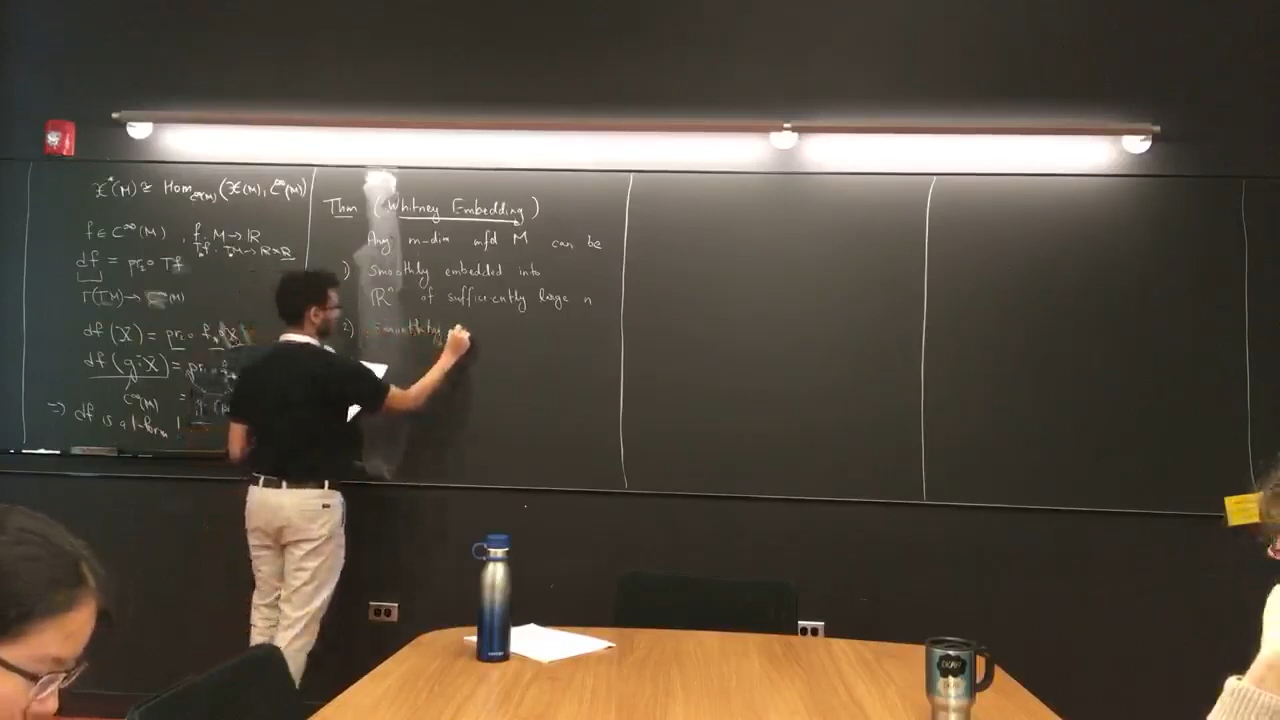 𝔛*(M) ≅ Hom_{C^∞(M)}(𝔛(M), C^∞(M))
f ∈ C^∞(M) , f: M → ℝ
Tf: TM → ℝ × ℝ
df = pr₂ ∘ Tf
Γ(TM) → C^∞(M)
df(X) = pr₂ ∘ f_* X
df(g·X) = pr₂
C^∞(M) =
⇒ df is a 1-form !
Thm (Whitney Embedding)
Any m-dim mfd M can be
1) smoothly embedded into
ℝⁿ of sufficiently large n
2)